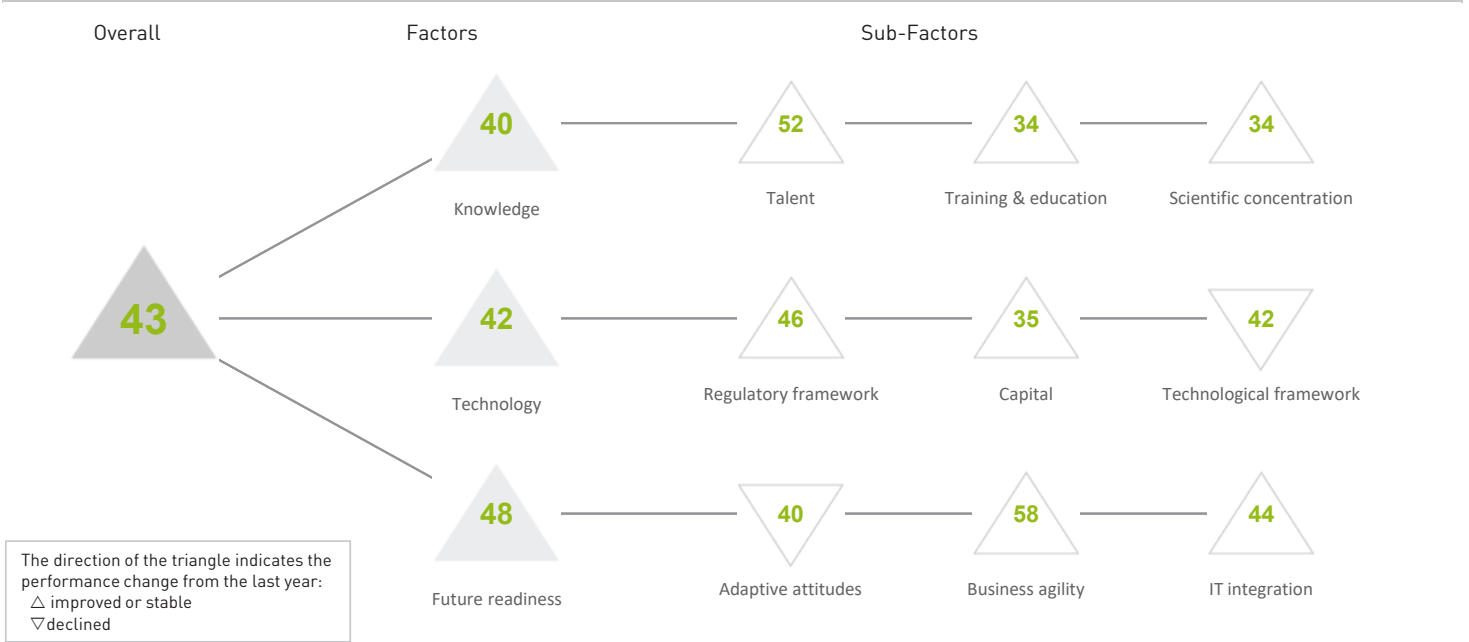 Overall Factors Sub-Factors
40 52 34 34
Knowledge Talent Training & education Scientific concentration
43 42 46 35 42
Technology Regulatory framework Capital Technological framework
48 40 58 44
Future readiness Adaptive attitudes Business agility IT integration
The direction of the triangle indicates the
performance change from the last year:
△ improved or stable
▽ declined